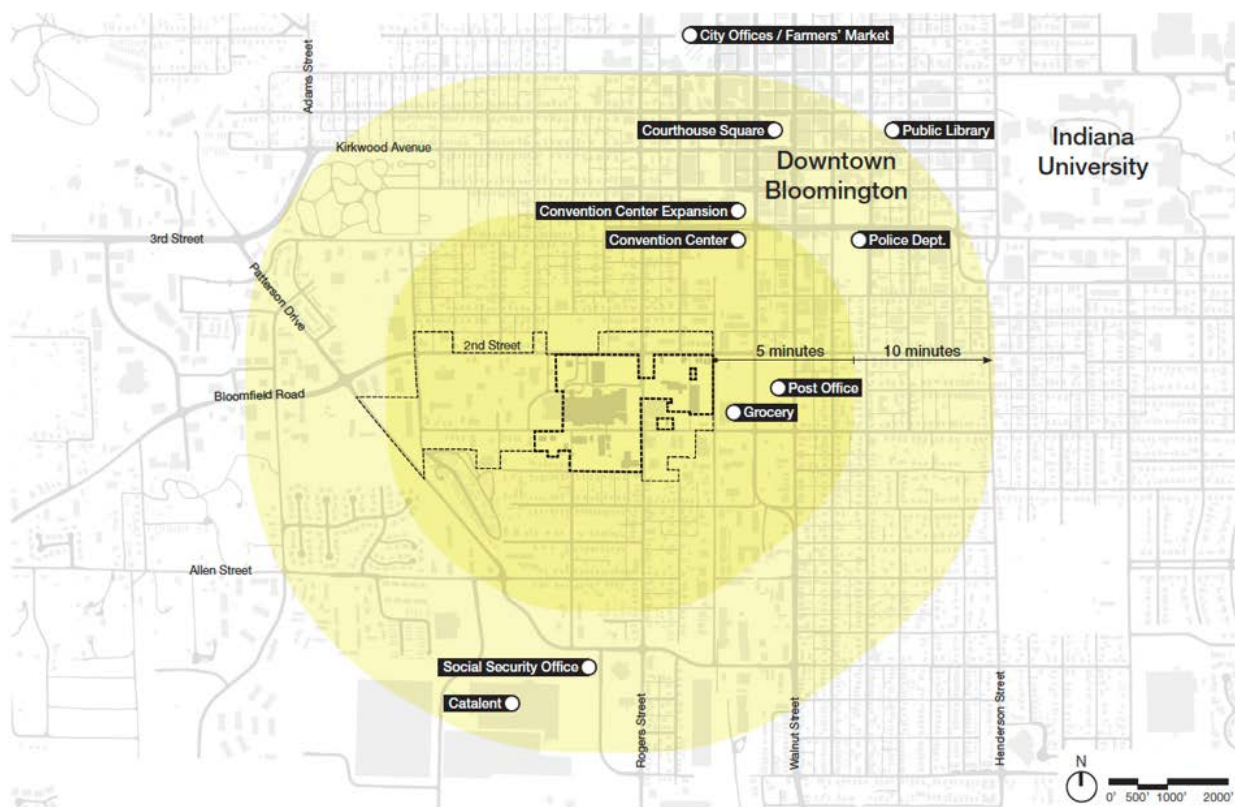 City Offices / Farmers' Market
Adams Street
Courthouse Square
Public Library
Indiana
University
Kirkwood Avenue
Downtown
Bloomington
Convention Center Expansion
3rd Street
Convention Center
Police Dept.
Patterson Drive
2nd Street
5 minutes
10 minutes
Bloomfield Road
Post Office
Grocery
Allen Street
Social Security Office
Catalent
Rogers Street
Walnut Street
Henderson Street
N
0' 500' 1000' 2000'